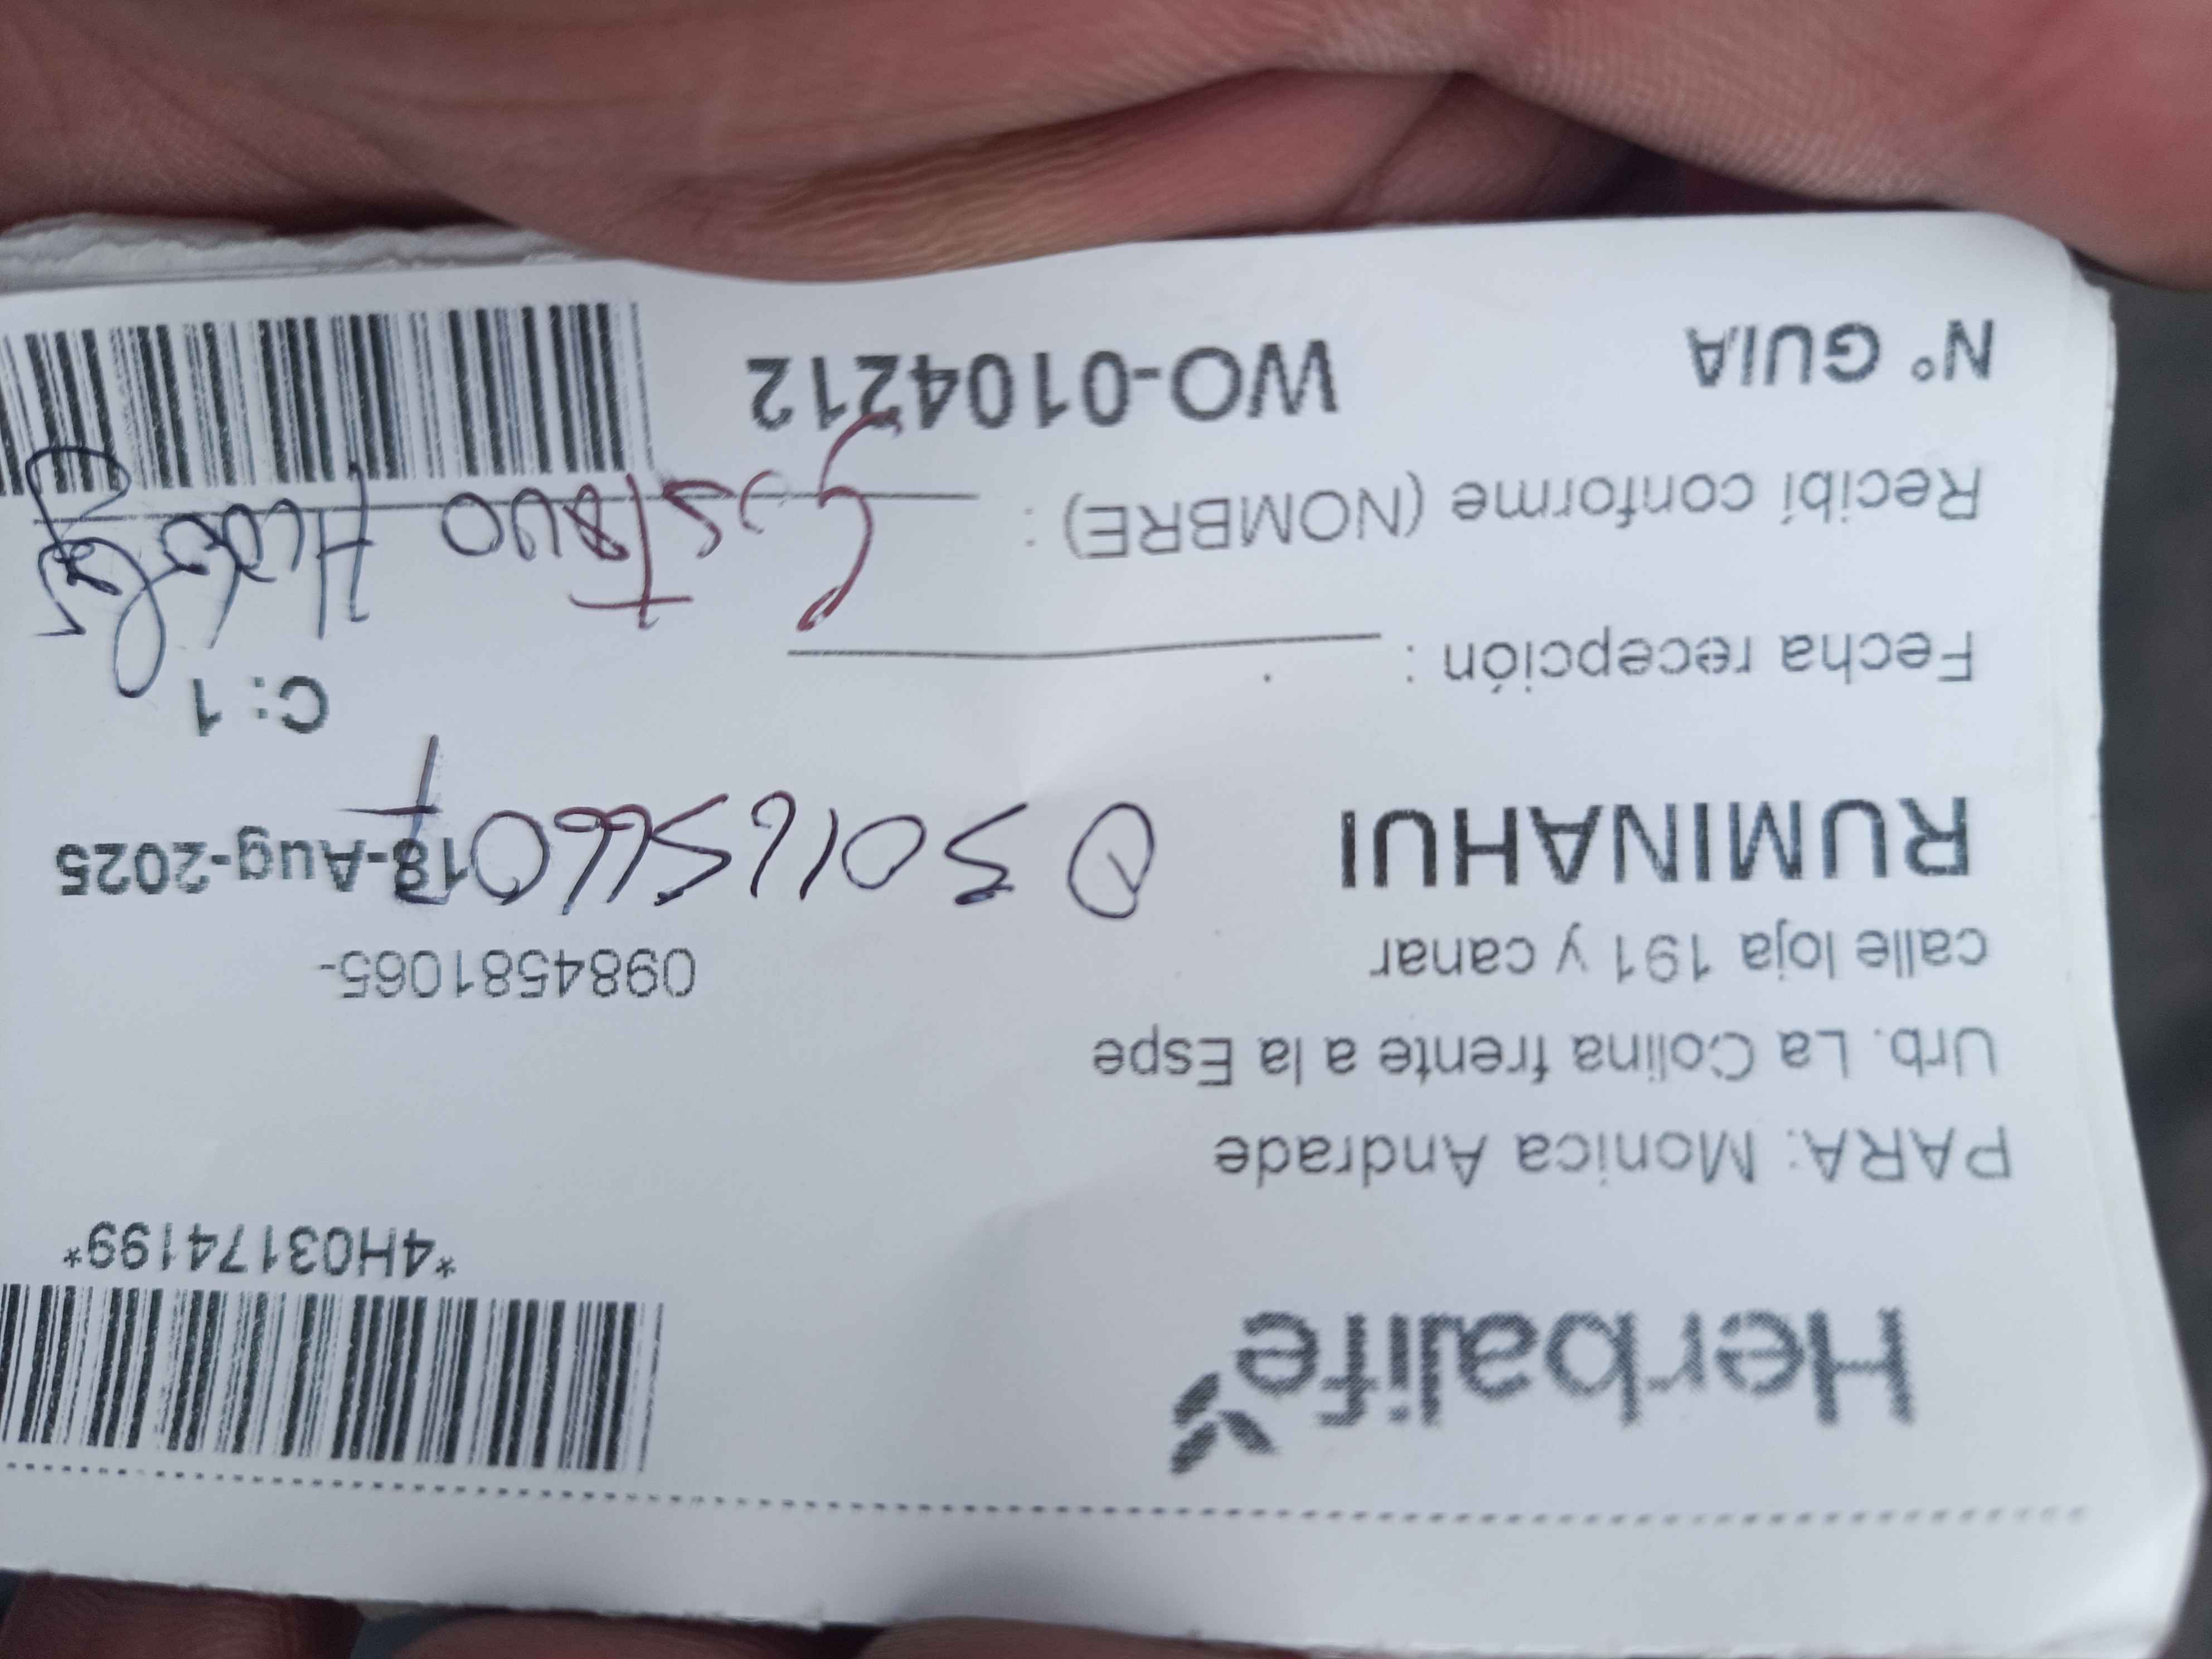 Herbalife
*4H03174199*
PARA: Monica Andrade
Urb. La Colina frente a la Espe
calle loja 191 y canar
0984581065-
RUMINAHUI
18-Aug-2025
C: 1
Fecha recepción :
Recibí conforme (NOMBRE) :
Nº GUIA
WO-0104212